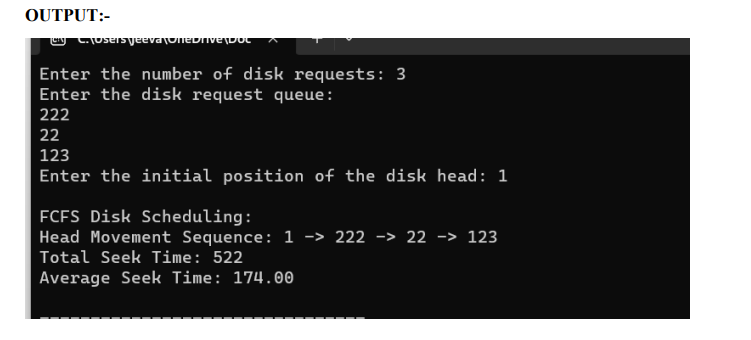 OUTPUT:-
C:\Users\jeeva\OneDrive\Doc
Enter the number of disk requests: 3
Enter the disk request queue:
222
22
123
Enter the initial position of the disk head: 1
FCFS Disk Scheduling:
Head Movement Sequence: 1 -> 222 -> 22 -> 123
Total Seek Time: 522
Average Seek Time: 174.00
--------------------------------